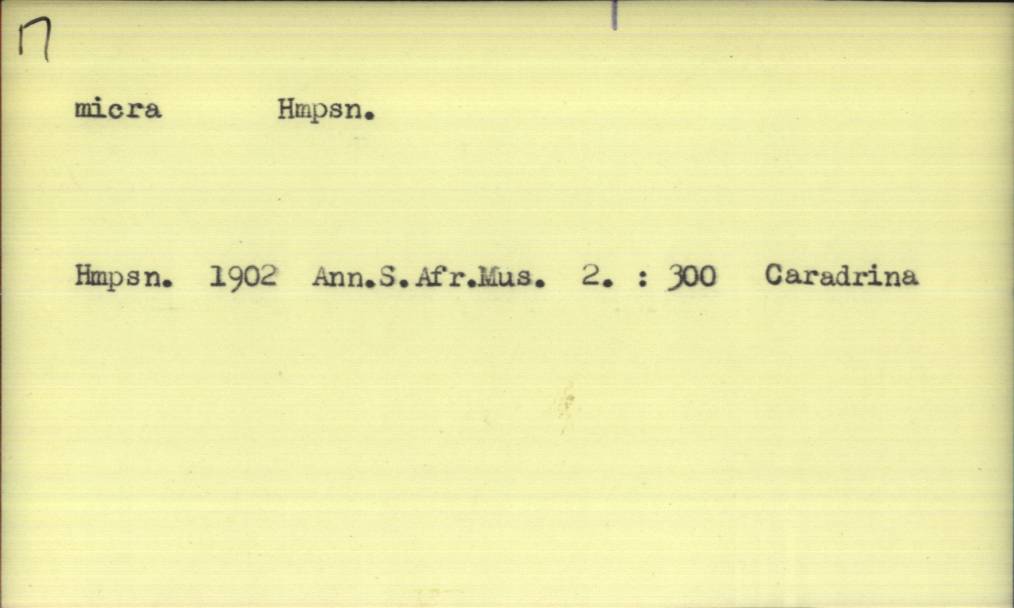 micra Hmpsn.
Hmpsn. 1902 Ann.S.Afr.Mus. 2. : 300 Caradrina